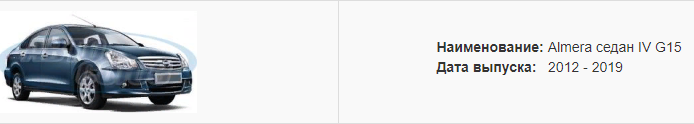 Наименование: Almera седан IV G15
Дата выпуска: 2012 - 2019